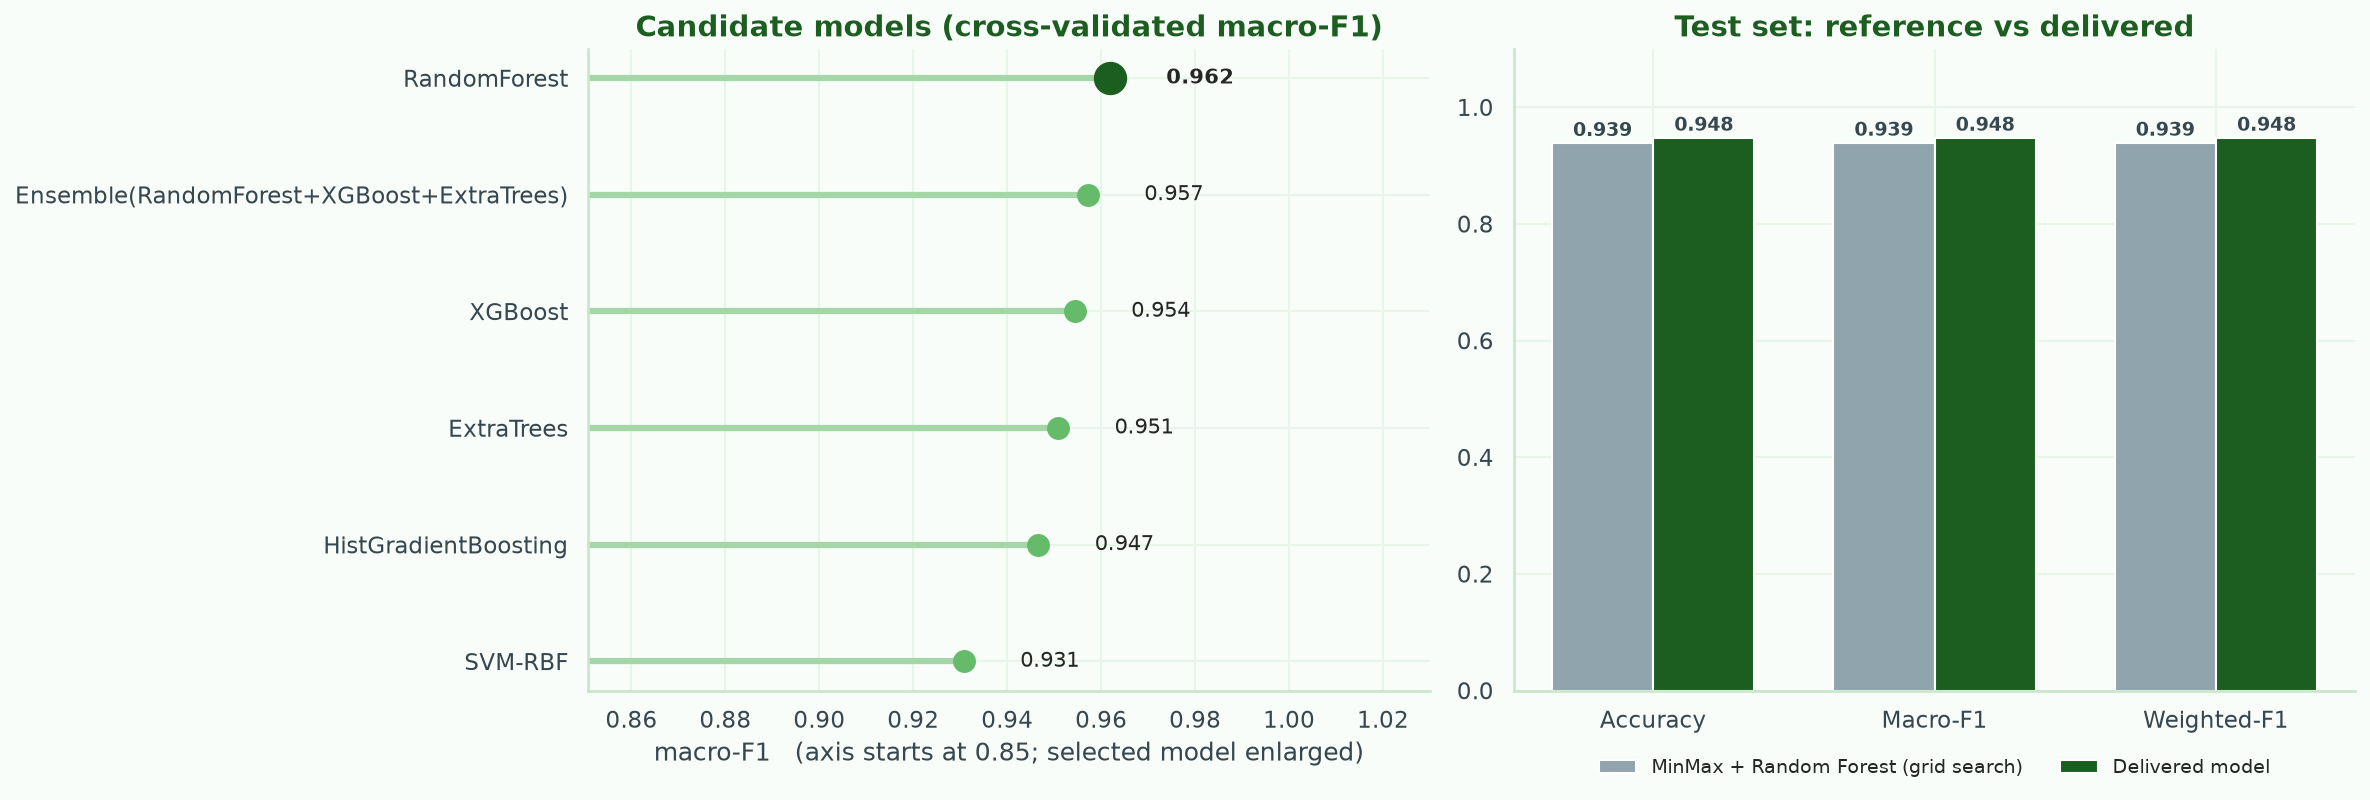 Candidate models (cross-validated macro-F1)
RandomForest
0.962
Ensemble(RandomForest+XGBoost+ExtraTrees)
0.957
XGBoost
0.954
ExtraTrees
0.951
HistGradientBoosting
0.947
SVM-RBF
0.931
0.86 0.88 0.90 0.92 0.94 0.96 0.98 1.00 1.02
macro-F1 (axis starts at 0.85; selected model enlarged)
Test set: reference vs delivered
1.0
0.8
0.6
0.4
0.2
0.0
0.939 0.948 0.939 0.948 0.939 0.948
Accuracy Macro-F1 Weighted-F1
MinMax + Random Forest (grid search) Delivered model